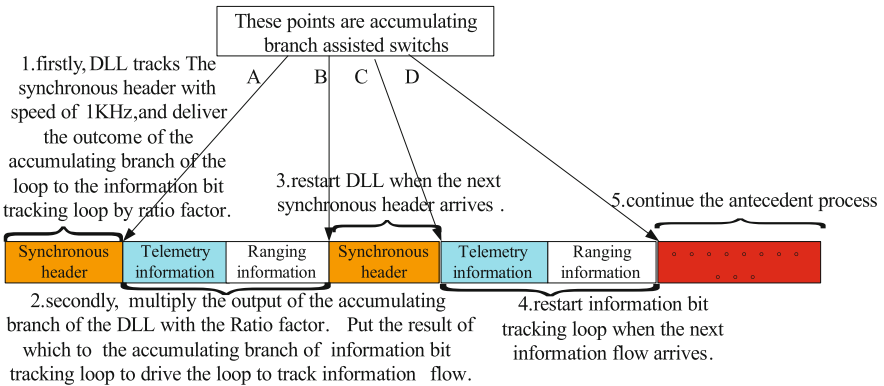 These points are accumulating
branch assisted switchs
1.firstly, DLL tracks The
synchronous header with
speed of 1KHz,and deliver
the outcome of the
accumulating branch of the
loop to the information bit
tracking loop by ratio factor.
A
B
C
D
3.restart DLL when the next
synchronous header arrives .
5.continue the antecedent process
Synchronous
header
Telemetry
information
Ranging
information
Synchronous
header
Telemetry
information
Ranging
information
2.secondly, multiply the output of the accumulating
branch of the DLL with the Ratio factor. Put the result of
which to the accumulating branch of information bit
tracking loop to drive the loop to track information flow.
4.restart information bit
tracking loop when the next
information flow arrives.